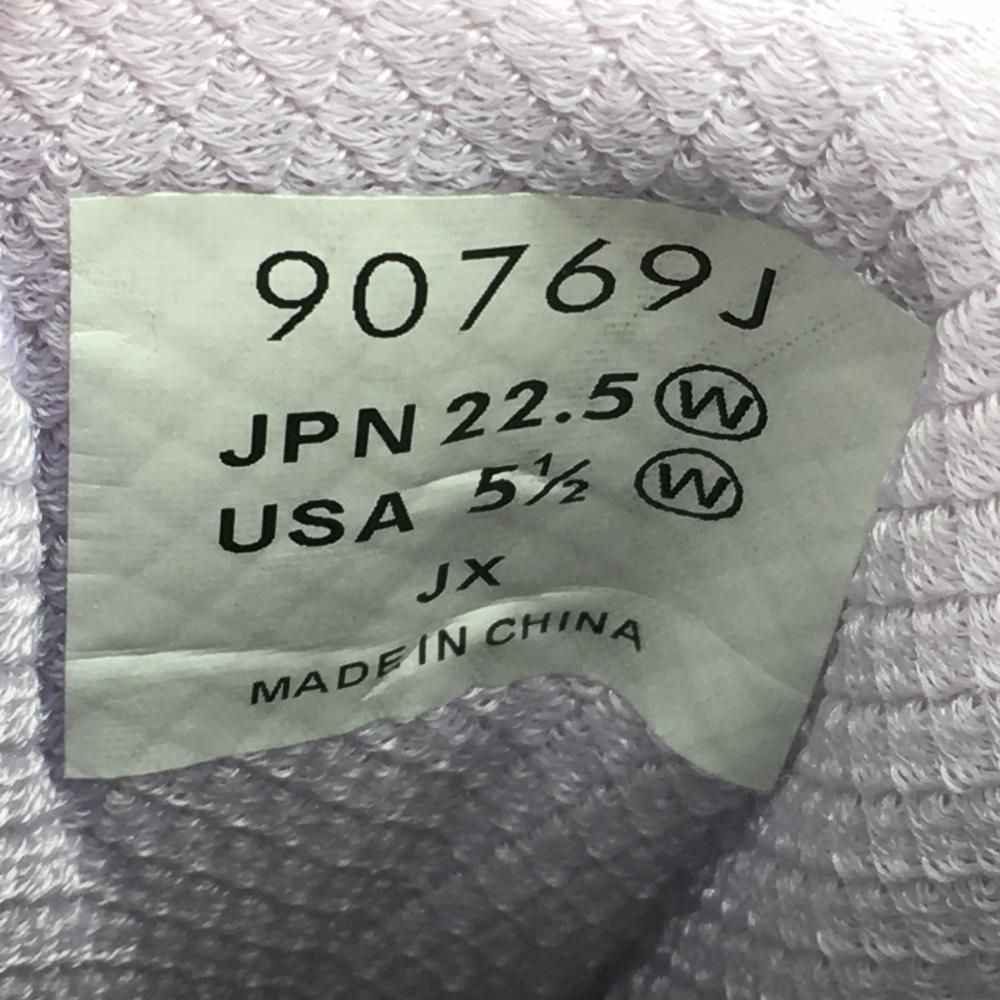 90769J
JPN 22.5 Ⓦ
USA 5½ Ⓦ
JX
MADE IN CHINA